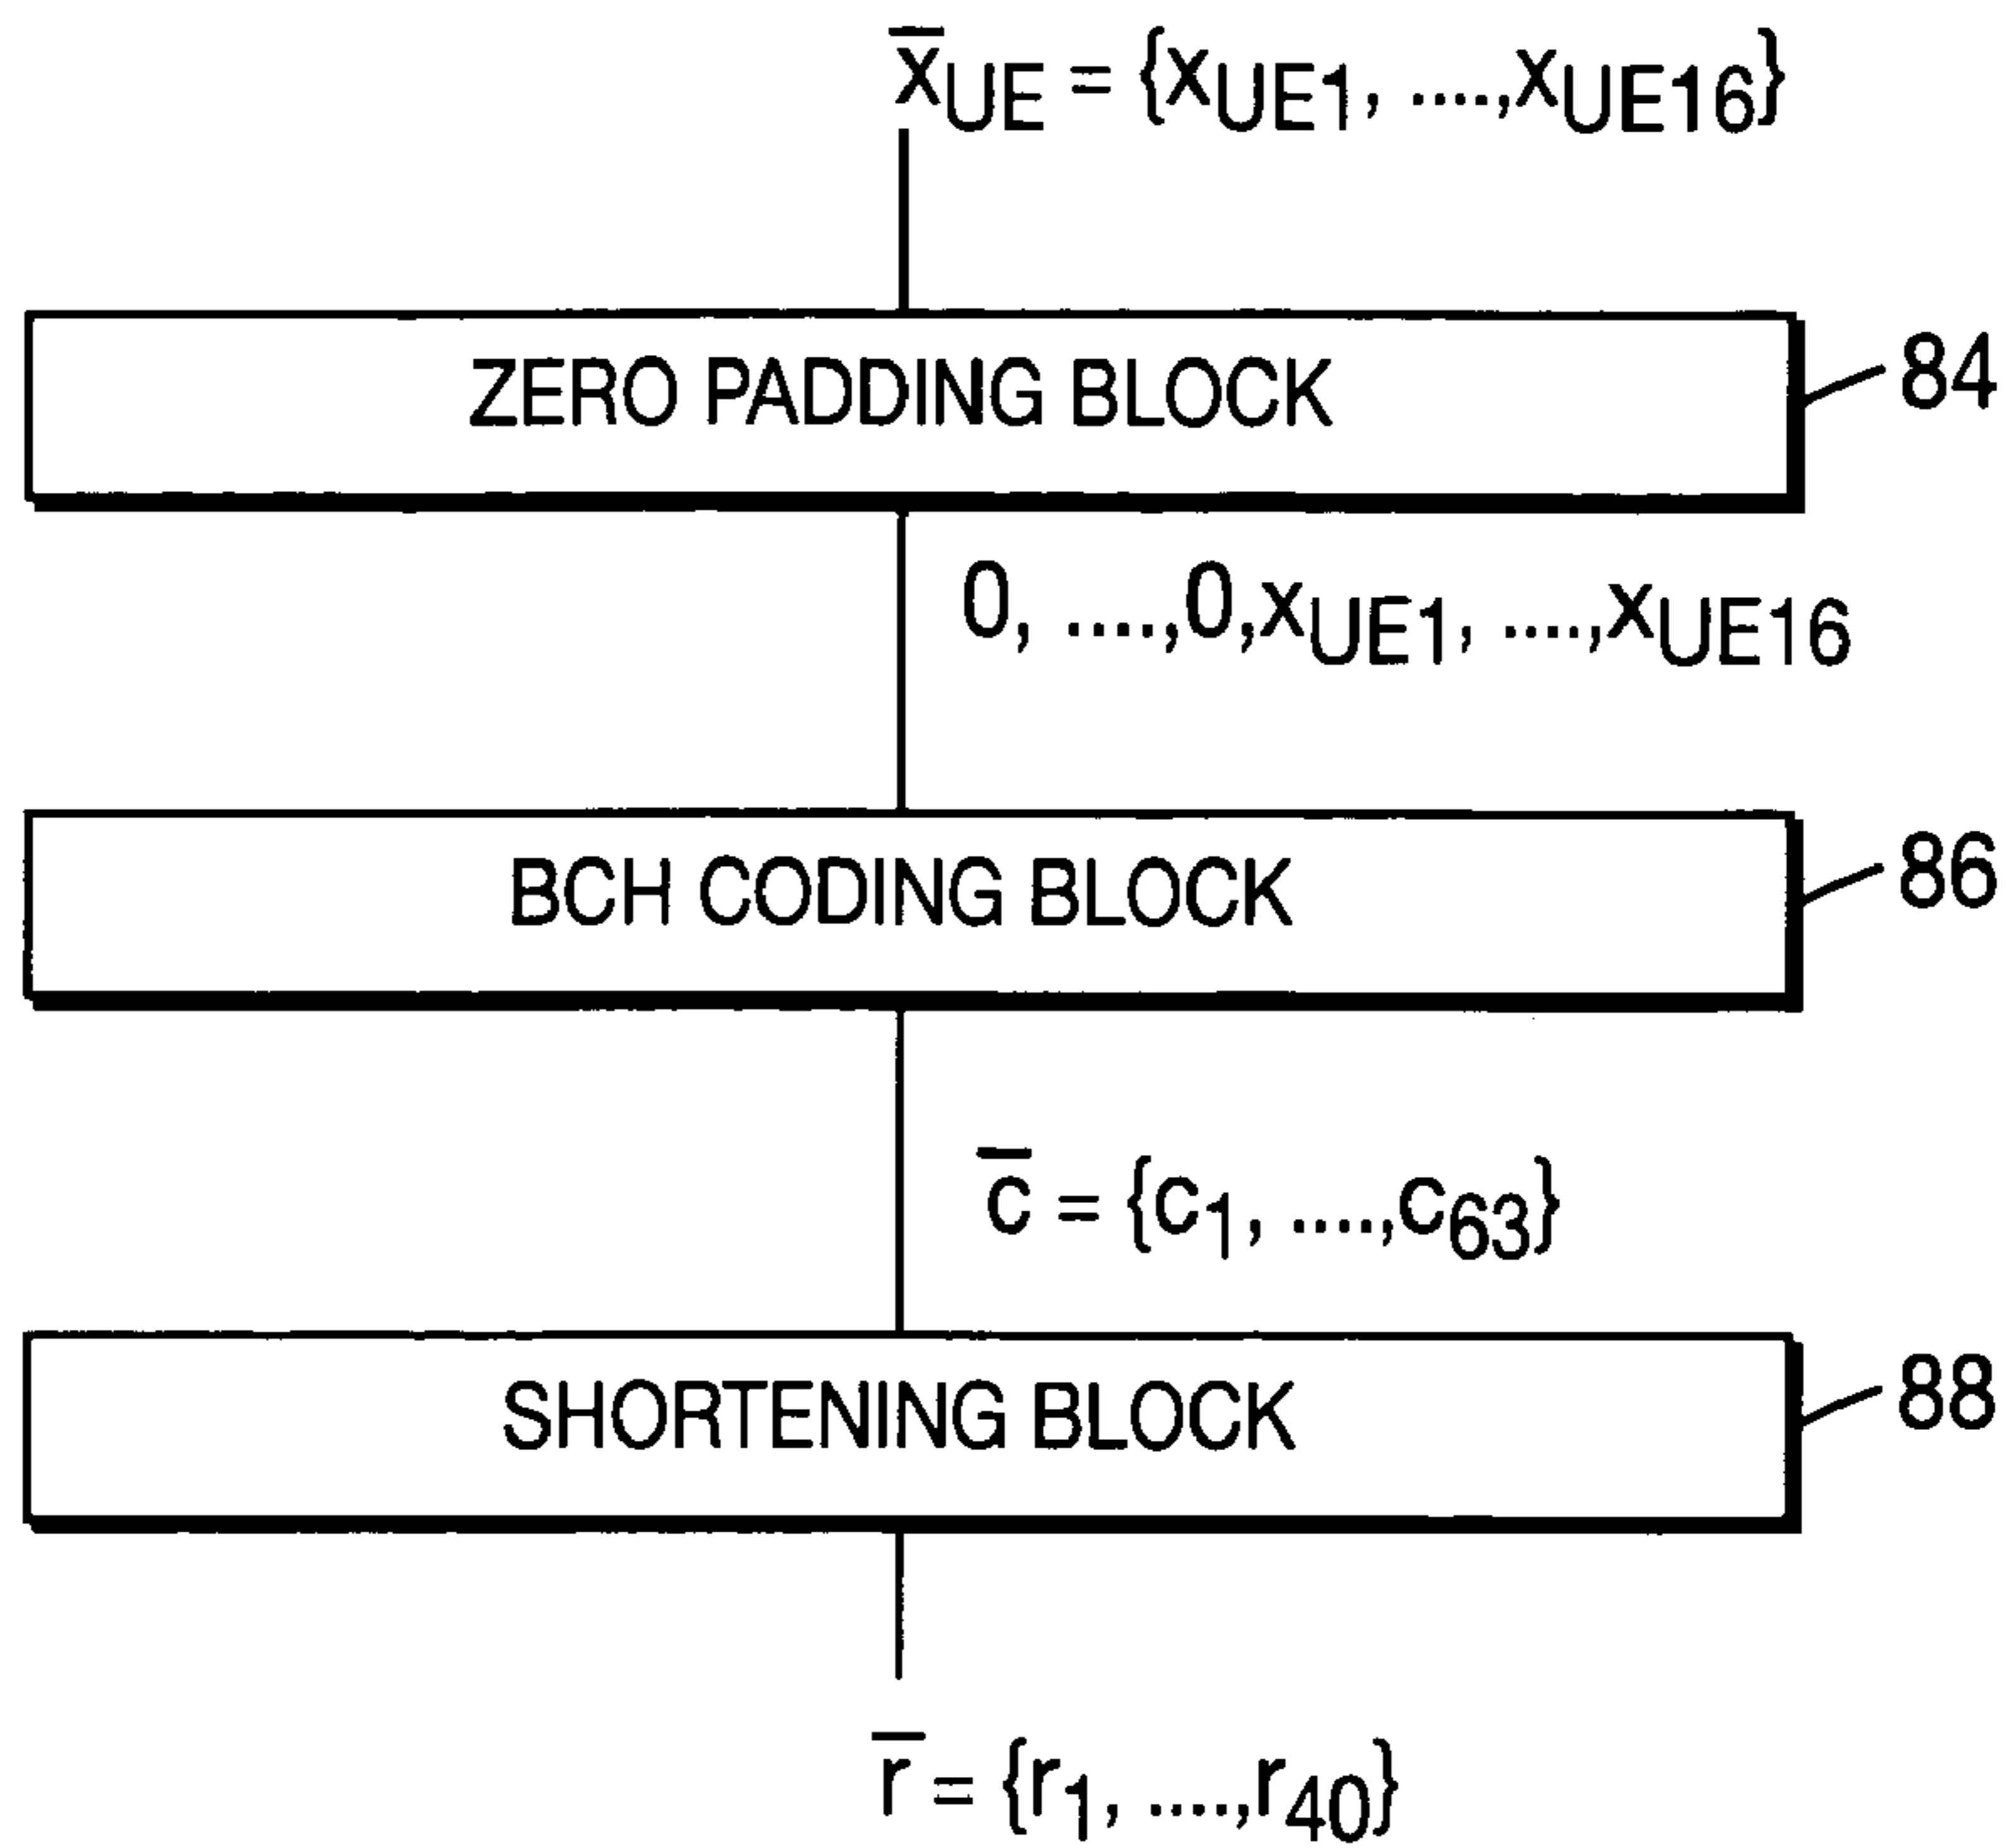 x̄UE = {xUE1, ....,xUE16}
ZERO PADDING BLOCK
84
0, ....,0,xUE1, ....,xUE16
BCH CODING BLOCK
86
c̄ = {c1, ....,c63}
SHORTENING BLOCK
88
r̄ = {r1, ....,r40}